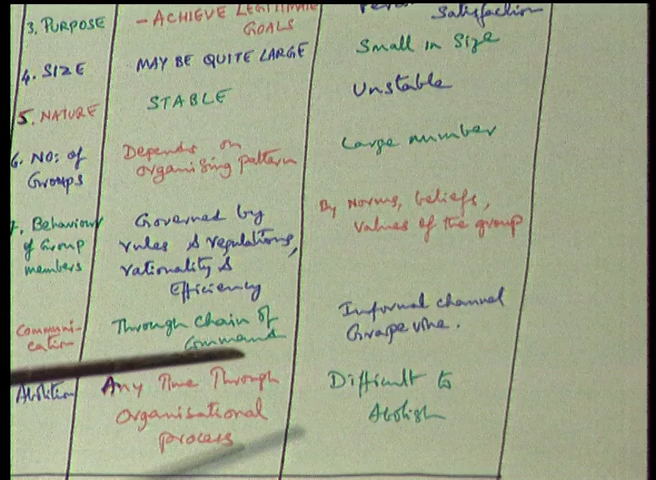 3. PURPOSE
- ACHIEVE LEGITIMATE
GOALS
Satisfaction
4. SIZE
MAY BE QUITE LARGE
Small in Size
5. NATURE
STABLE
Unstable
6. NO: of
Groups
Depends on
organising pattern
Large number
7. Behaviour
of Group
members
Governed by
rules & regulations,
rationality &
Efficiency
By Norms, beliefs,
values of the group
Communi-
cation
Through Chain of
Command
Informal channel
Grapevine.
Abolition
Any Time Through
Organisational
process
Difficult to
Abolish